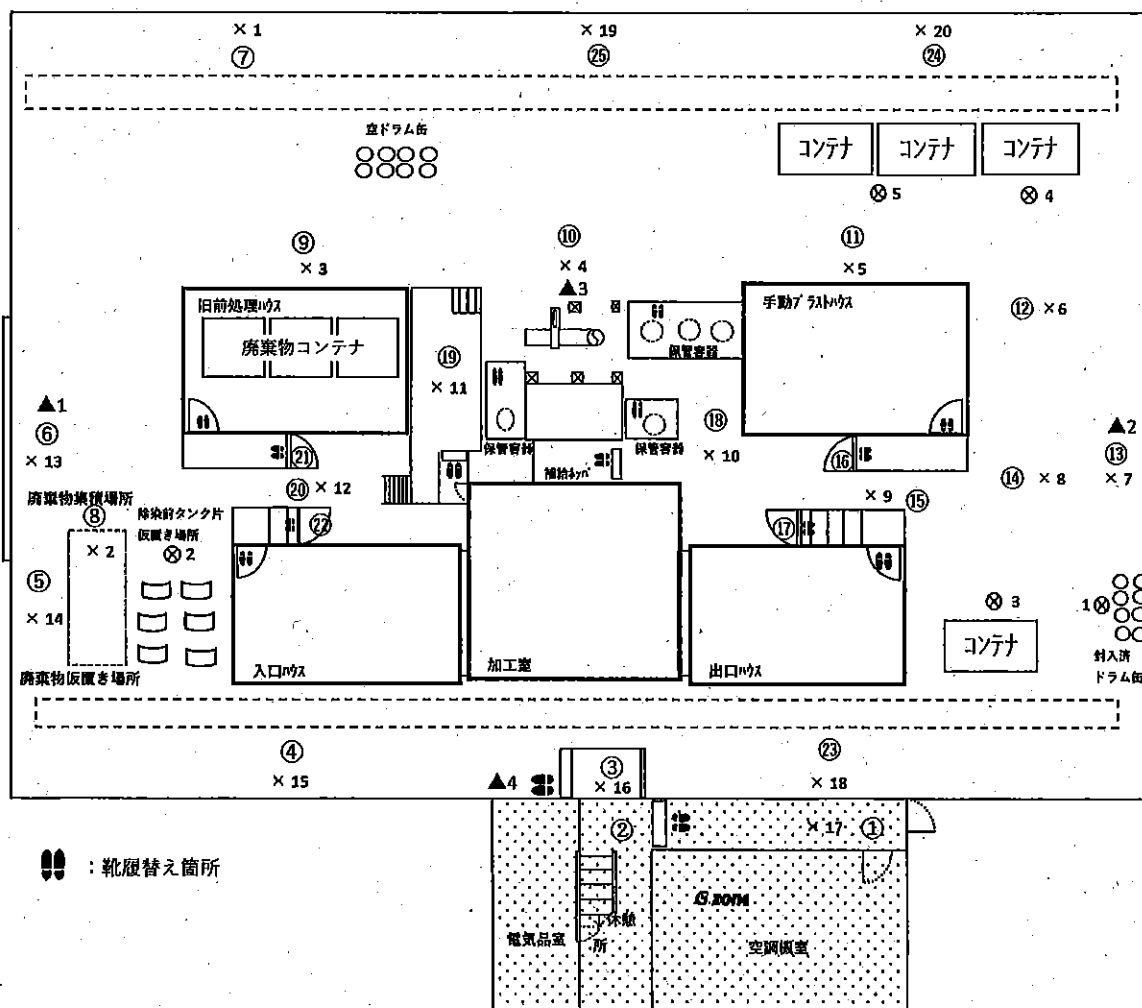 × 1
× 19
× 20
⑦
㉕
㉔
空ドラム缶
コンテナ
コンテナ
コンテナ
⊗ 5
⊗ 4
⑨
⑩
⑪
× 3
× 4
× 5
▲3
旧前処理ハウス
手動ブラストハウス
⑫ × 6
廃棄物コンテナ
保管容器
⑲
× 11
▲1
▲2
⑥
⑱
⑬
× 13
保管容器
保管容器
× 10
× 7
㉑
⑯
⑭ × 8
⑳ × 12
× 9 ⑮
廃棄物集積場所
⑧
除染前タンク片
仮置き場所
㉒
⑰
× 2
⊗ 2
⑤
× 14
⊗ 3
1 ⊗
コンテナ
封入済
ドラム缶
廃棄物仮置き場所
入口ハウス
加工室
出口ハウス
④
㉓
× 15
▲4
③
× 16
× 18
②
× 17
①
：靴履替え箇所
G zone
休憩
所
電気品室
空調機室